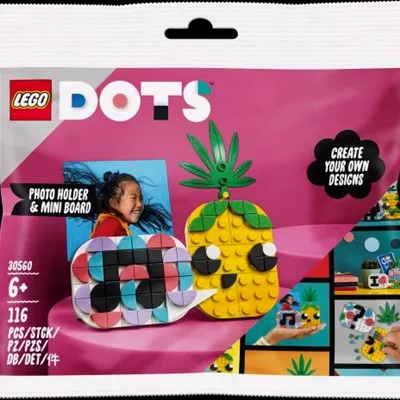 LEGO DOTS™
CREATE
YOUR OWN
DESIGNS
PHOTO HOLDER
& MINI BOARD
30560
6+
116
PCS/STCK/
PZ/PZS/
DB/DET/件